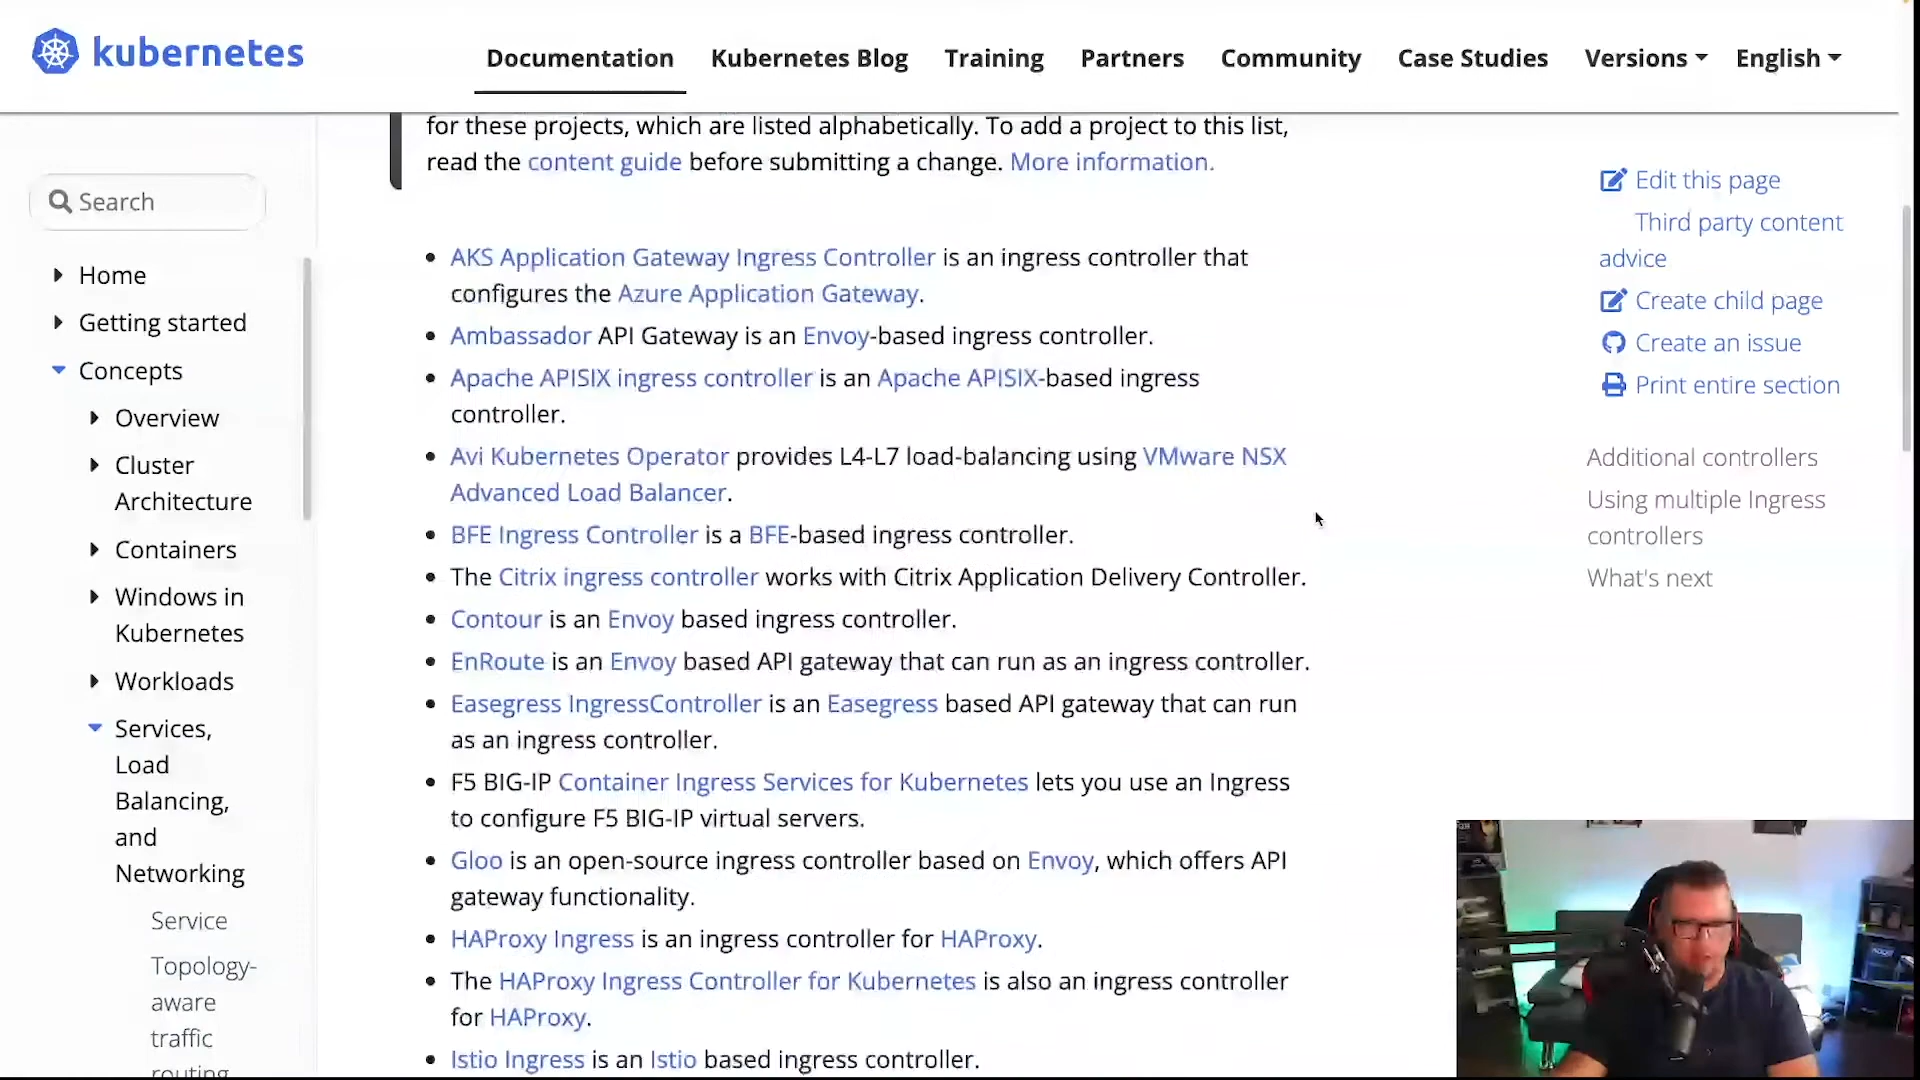 kubernetes
Documentation
Kubernetes Blog
Training
Partners
Community
Case Studies
Versions
English
Search
Home
Getting started
Concepts
Overview
Cluster
Architecture
Containers
Windows in
Kubernetes
Workloads
Services,
Load
Balancing,
and
Networking
Service
Topology-
aware
traffic
routing
for these projects, which are listed alphabetically. To add a project to this list,
read the content guide before submitting a change. More information.
AKS Application Gateway Ingress Controller is an ingress controller that
configures the Azure Application Gateway.
Ambassador API Gateway is an Envoy-based ingress controller.
Apache APISIX ingress controller is an Apache APISIX-based ingress
controller.
Avi Kubernetes Operator provides L4-L7 load-balancing using VMware NSX
Advanced Load Balancer.
BFE Ingress Controller is a BFE-based ingress controller.
The Citrix ingress controller works with Citrix Application Delivery Controller.
Contour is an Envoy based ingress controller.
EnRoute is an Envoy based API gateway that can run as an ingress controller.
Easegress IngressController is an Easegress based API gateway that can run
as an ingress controller.
F5 BIG-IP Container Ingress Services for Kubernetes lets you use an Ingress
to configure F5 BIG-IP virtual servers.
Gloo is an open-source ingress controller based on Envoy, which offers API
gateway functionality.
HAProxy Ingress is an ingress controller for HAProxy.
The HAProxy Ingress Controller for Kubernetes is also an ingress controller
for HAProxy.
Istio Ingress is an Istio based ingress controller.
Edit this page
Third party content
advice
Create child page
Create an issue
Print entire section
Additional controllers
Using multiple Ingress
controllers
What's next